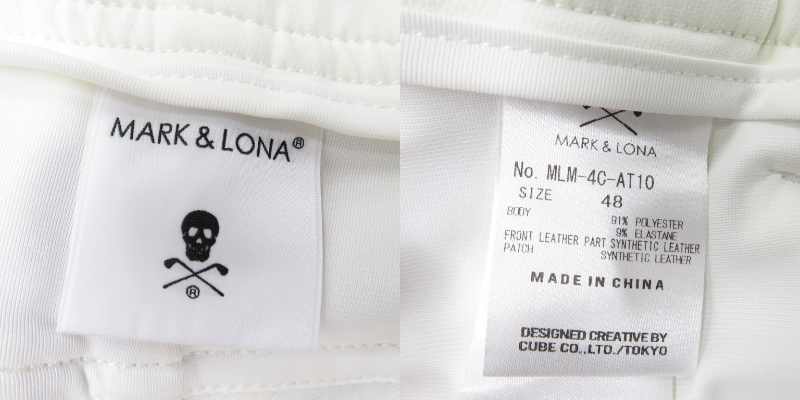 MARK & LONA®
®
MARK & LONA
No. MLM-4C-AT10
SIZE 48
BODY
91% POLYESTER
9% ELASTANE
FRONT LEATHER PART SYNTHETIC LEATHER
PATCH SYNTHETIC LEATHER
MADE IN CHINA
DESIGNED CREATIVE BY
CUBE CO.,LTD./TOKYO